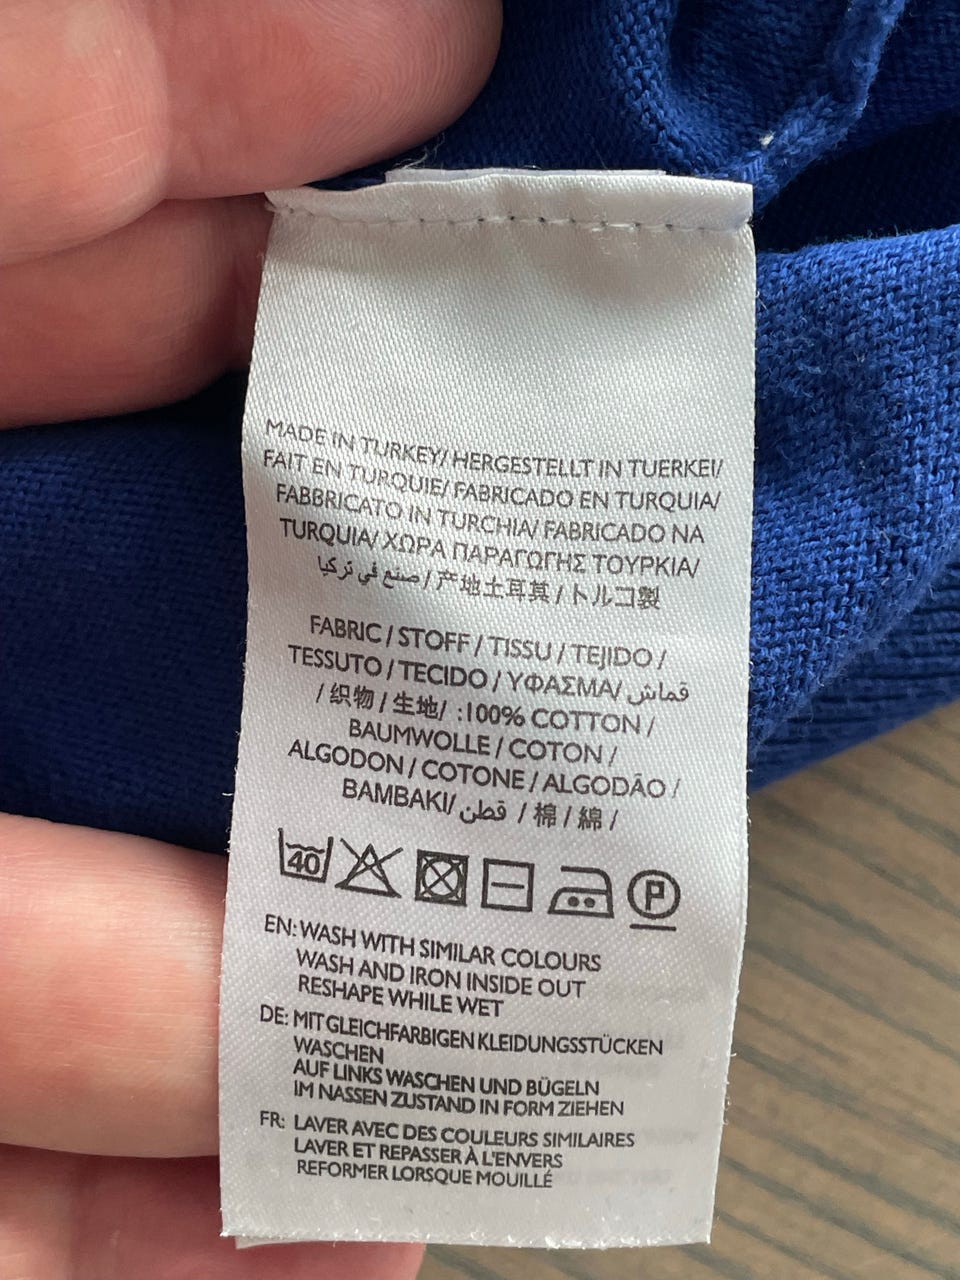 MADE IN TURKEY/ HERGESTELLT IN TUERKEI/
FAIT EN TURQUIE/ FABRICADO EN TURQUIA/
FABBRICATO IN TURCHIA/ FABRICADO NA
TURQUIA/ ΧΩΡΑ ΠΑΡΑΓΩΓΗΣ ΤΟΥΡΚΙΑ/
صنع في تركيا / 产地土耳其 / トルコ製
FABRIC / STOFF / TISSU / TEJIDO /
TESSUTO / TECIDO / ΥΦΑΣΜΑ/ قماش
/ 织物 / 生地/ :100% COTTON /
BAUMWOLLE / COTON /
ALGODON / COTONE / ALGODÃO /
BAMBAKI/ قطن / 棉 / 綿 /
40 P
EN: WASH WITH SIMILAR COLOURS
WASH AND IRON INSIDE OUT
RESHAPE WHILE WET
DE: MIT GLEICHFARBIGEN KLEIDUNGSSTÜCKEN
WASCHEN
AUF LINKS WASCHEN UND BÜGELN
IM NASSEN ZUSTAND IN FORM ZIEHEN
FR: LAVER AVEC DES COULEURS SIMILAIRES
LAVER ET REPASSER À L'ENVERS
REFORMER LORSQUE MOUILLÉ